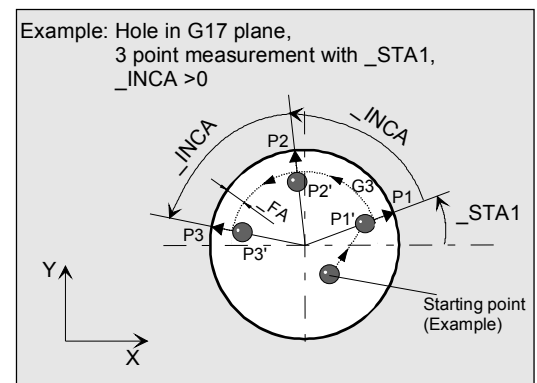 Example: Hole in G17 plane,
3 point measurement with _STA1,
_INCA >0
_INCA
_INCA
P2
P2'
G3
P1
P1'
_STA1
_FA
P3
P3'
Y
X
Starting point
(Example)